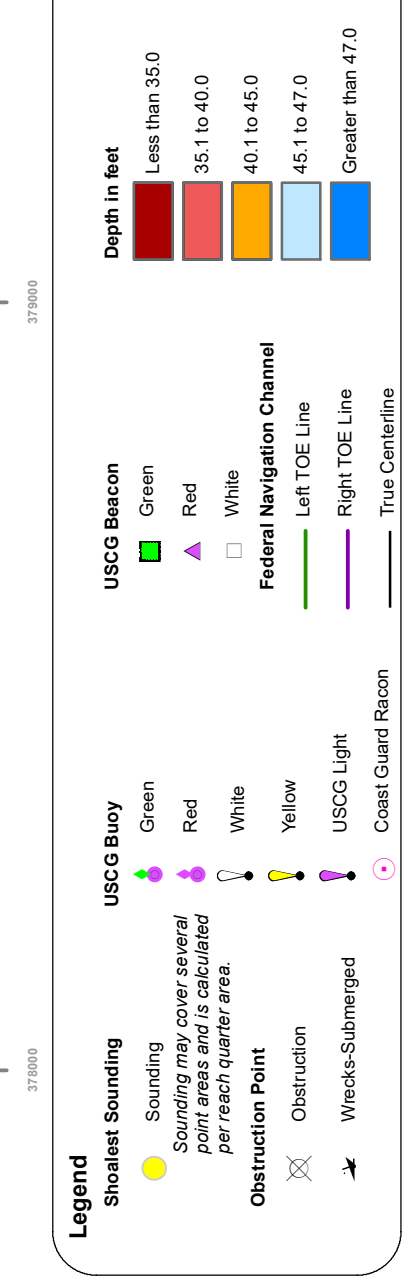 378000
379000
Legend
Shoalest Sounding
Sounding
Sounding may cover several
point areas and is calculated
per reach quarter area.
Obstruction Point
Obstruction
Wrecks-Submerged
USCG Buoy
Green
Red
White
Yellow
USCG Light
Coast Guard Racon
USCG Beacon
Green
Red
White
Federal Navigation Channel
Left TOE Line
Right TOE Line
True Centerline
Depth in feet
Less than 35.0
35.1 to 40.0
40.1 to 45.0
45.1 to 47.0
Greater than 47.0